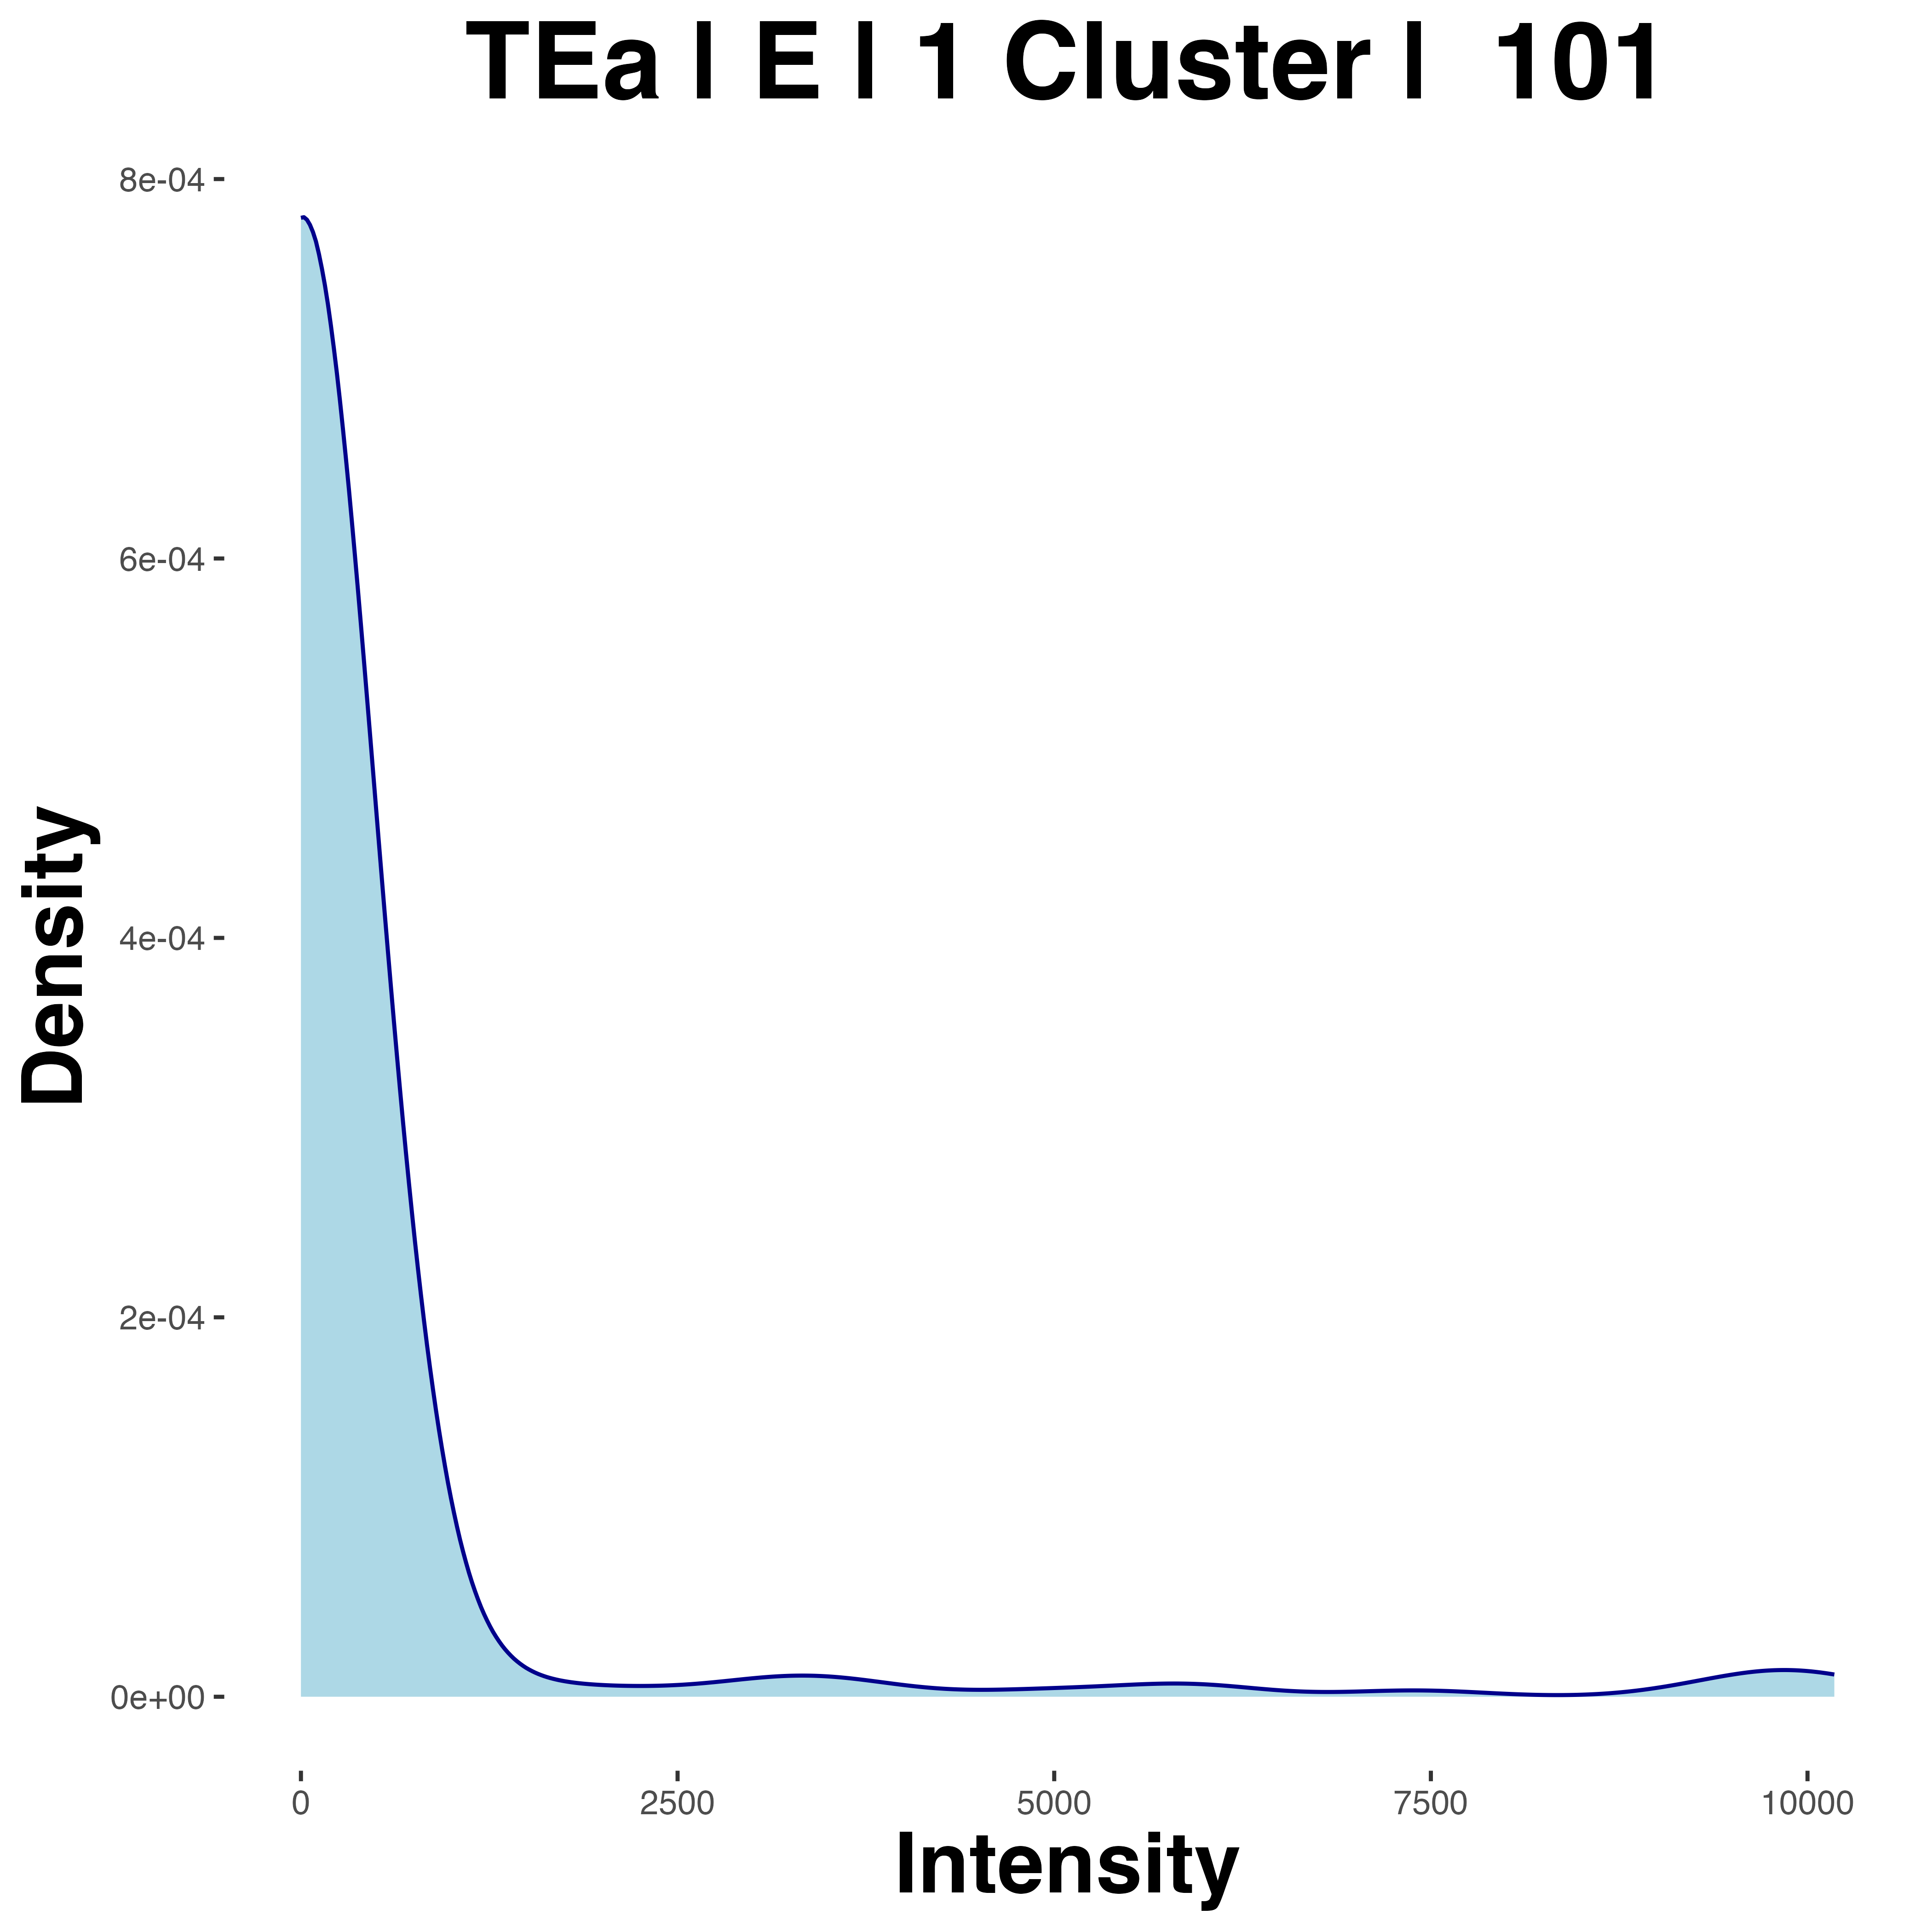 TEa | E | 1 Cluster |  101
8e-04
6e-04
4e-04
2e-04
0e+00
Density
0
2500
5000
7500
10000
Intensity